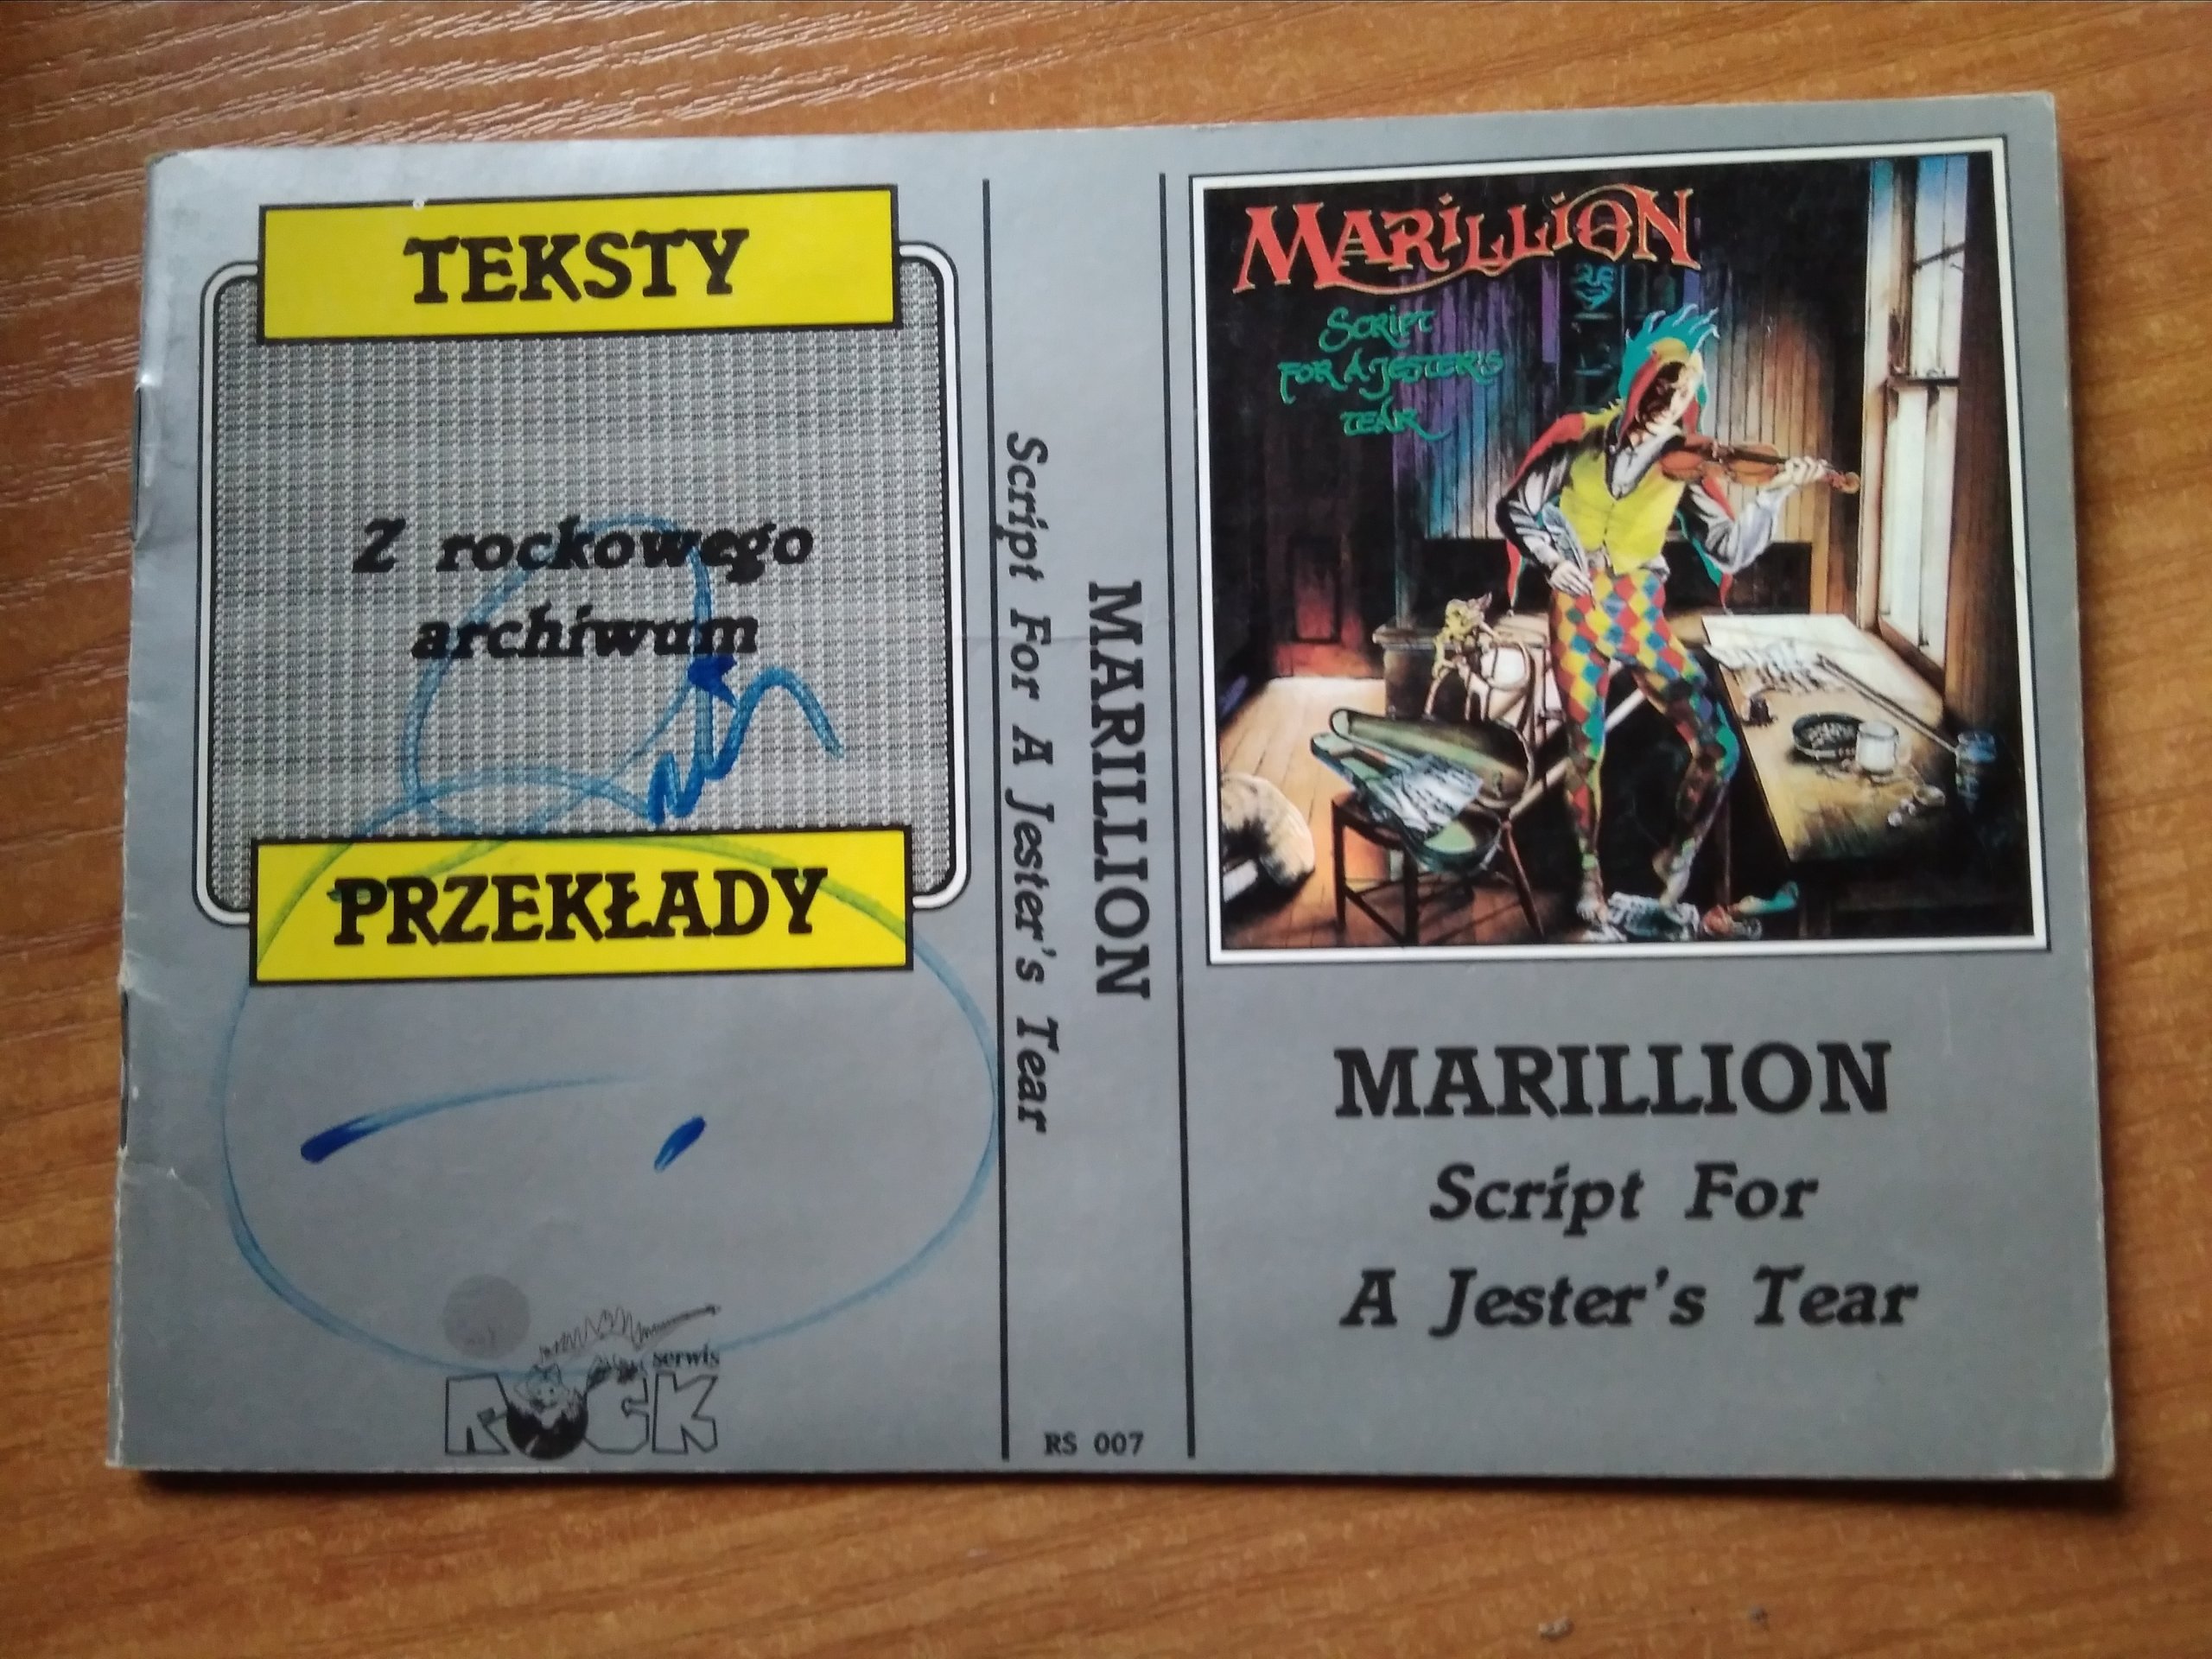 TEKSTY
Z rockowego
archiwum
PRZEKŁADY
serwis
ROCK
MARILLION
Script For A Jester's Tear
RS 007
MARILLION
SCRIPT
FOR A JESTER'S
TEAR
MARILLION
Script For
A Jester's Tear